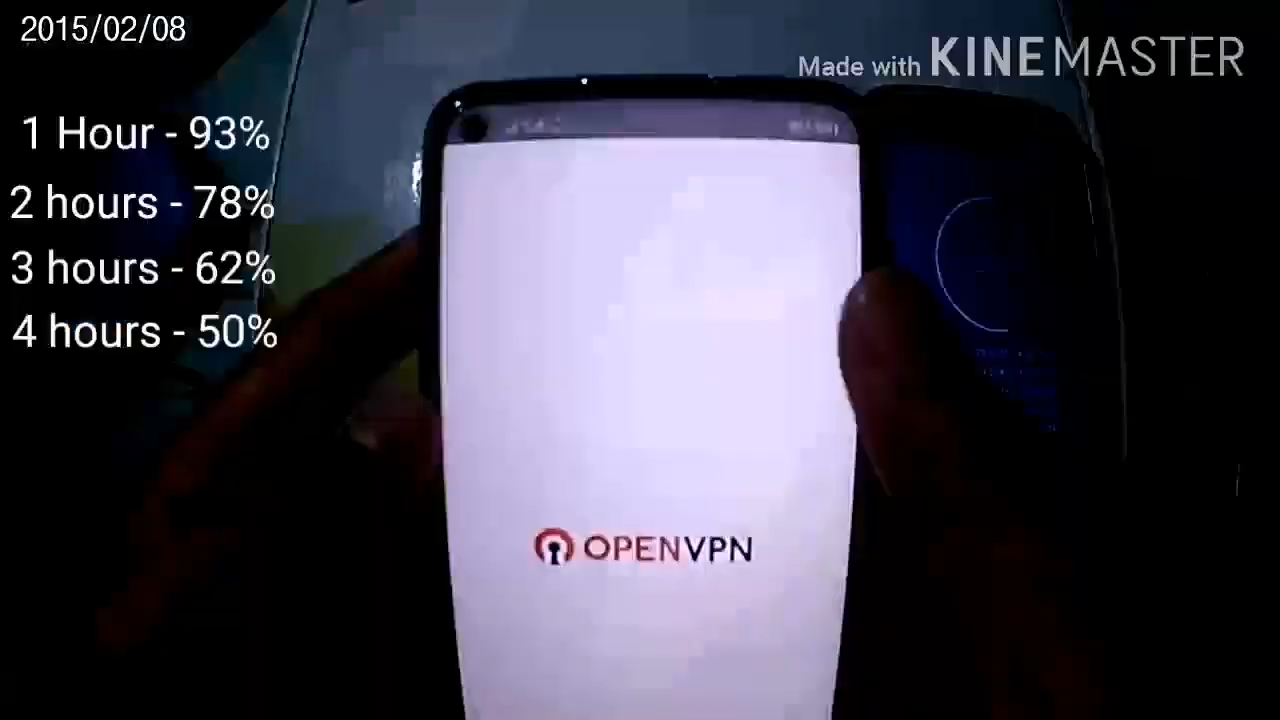 2015/02/08
Made with KINEMASTER
1 Hour - 93%
2 hours - 78%
3 hours - 62%
4 hours - 50%
OPENVPN